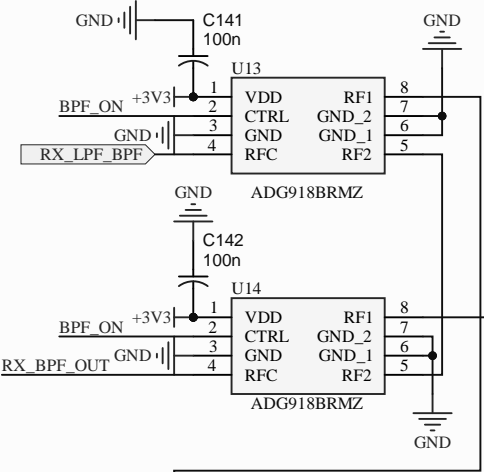 GND
C141
100n
GND
U13
+3V3
1
VDD
RF1
8
BPF_ON
2
CTRL
GND_2
7
GND
3
GND
GND_1
6
RX_LPF_BPF
4
RFC
RF2
5
ADG918BRMZ
GND
C142
100n
U14
+3V3
1
VDD
RF1
8
BPF_ON
2
CTRL
GND_2
7
GND
3
GND
GND_1
6
RX_BPF_OUT
4
RFC
RF2
5
ADG918BRMZ
GND